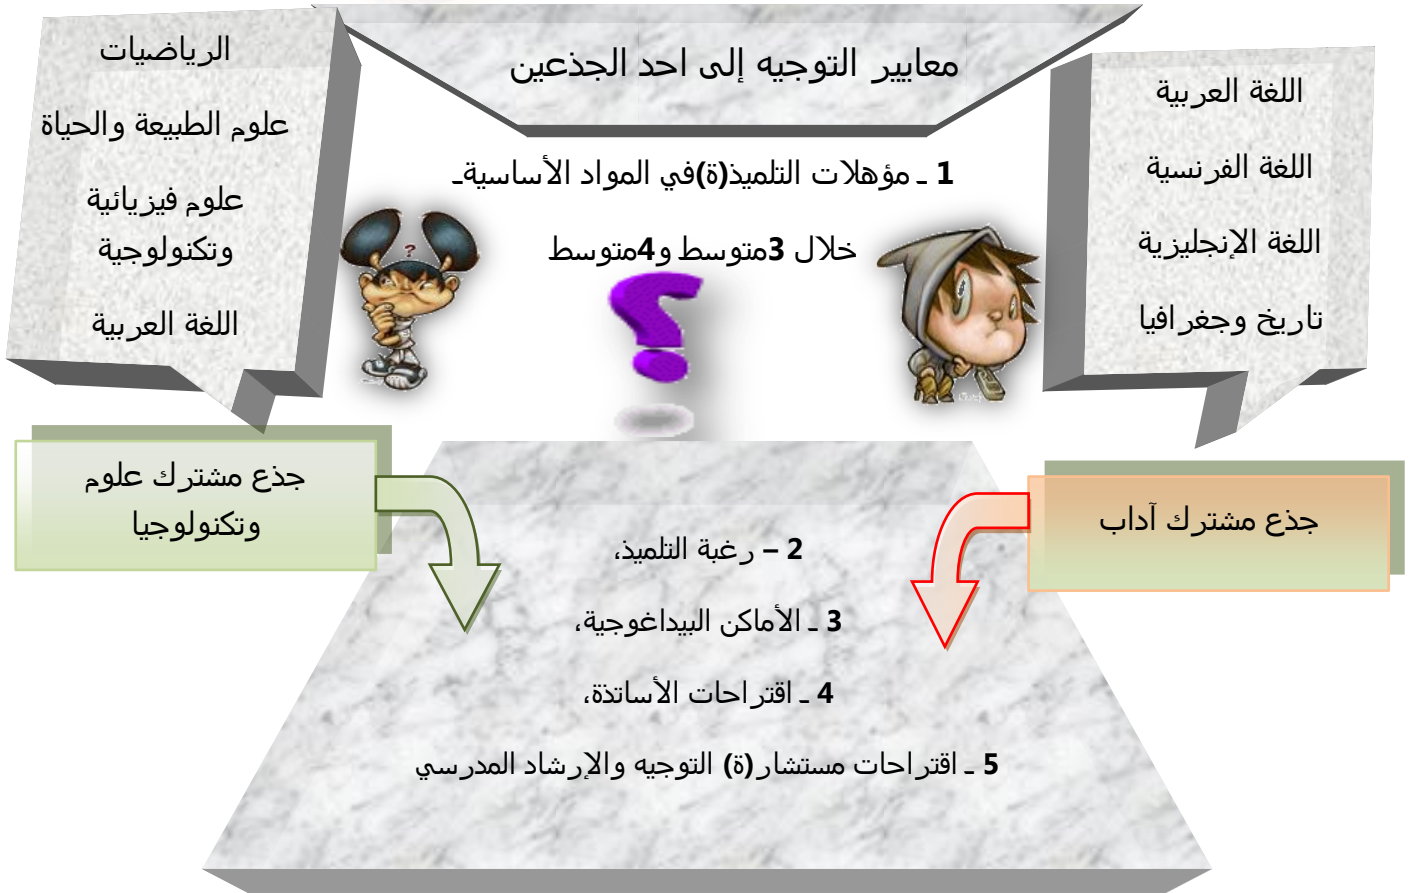 معايير التوجيه إلى احد الجذعين
اللغة العربية
اللغة الفرنسية
اللغة الإنجليزية
تاريخ وجغرافيا
الرياضيات
علوم الطبيعة والحياة
علوم فيزيائية
وتكنولوجية
اللغة العربية
1 ـ مؤهلات التلميذ(ة)في المواد الأساسيةـ
خلال 3متوسط و4متوسط
?
؟
جذع مشترك آداب
جذع مشترك علوم
وتكنولوجيا
2 – رغبة التلميذ،
3 ـ الأماكن البيداغوجية،
4 ـ اقتراحات الأساتذة،
5 ـ اقتراحات مستشار(ة) التوجيه والإرشاد المدرسي